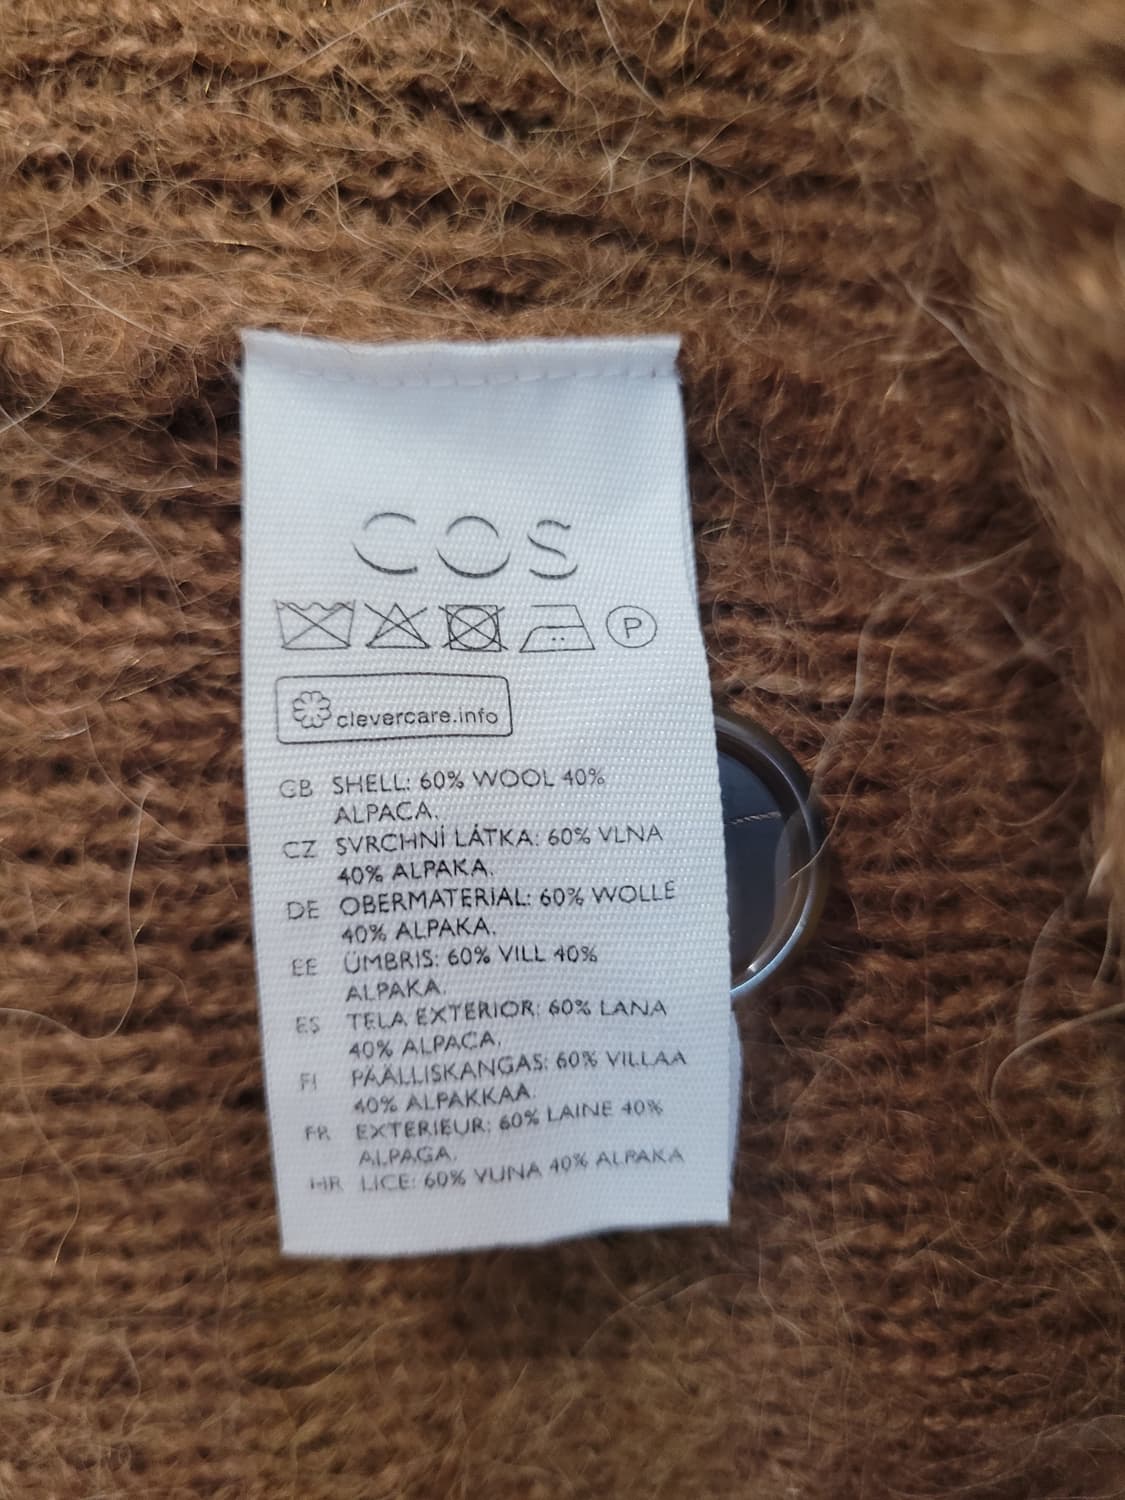 COS
P
clevercare.info
GB SHELL: 60% WOOL 40%
ALPACA.
CZ SVRCHNÍ LÁTKA: 60% VLNA
40% ALPAKA.
DE OBERMATERIAL: 60% WOLLE
40% ALPAKA.
EE ÜMBRIS: 60% VILL 40%
ALPAKA.
ES TELA EXTERIOR: 60% LANA
40% ALPACA.
FI PÄÄLLISKANGAS: 60% VILLAA
40% ALPAKKAA.
FR EXTERIEUR: 60% LAINE 40%
ALPAGA.
HR LICE: 60% VUNA 40% ALPAKA